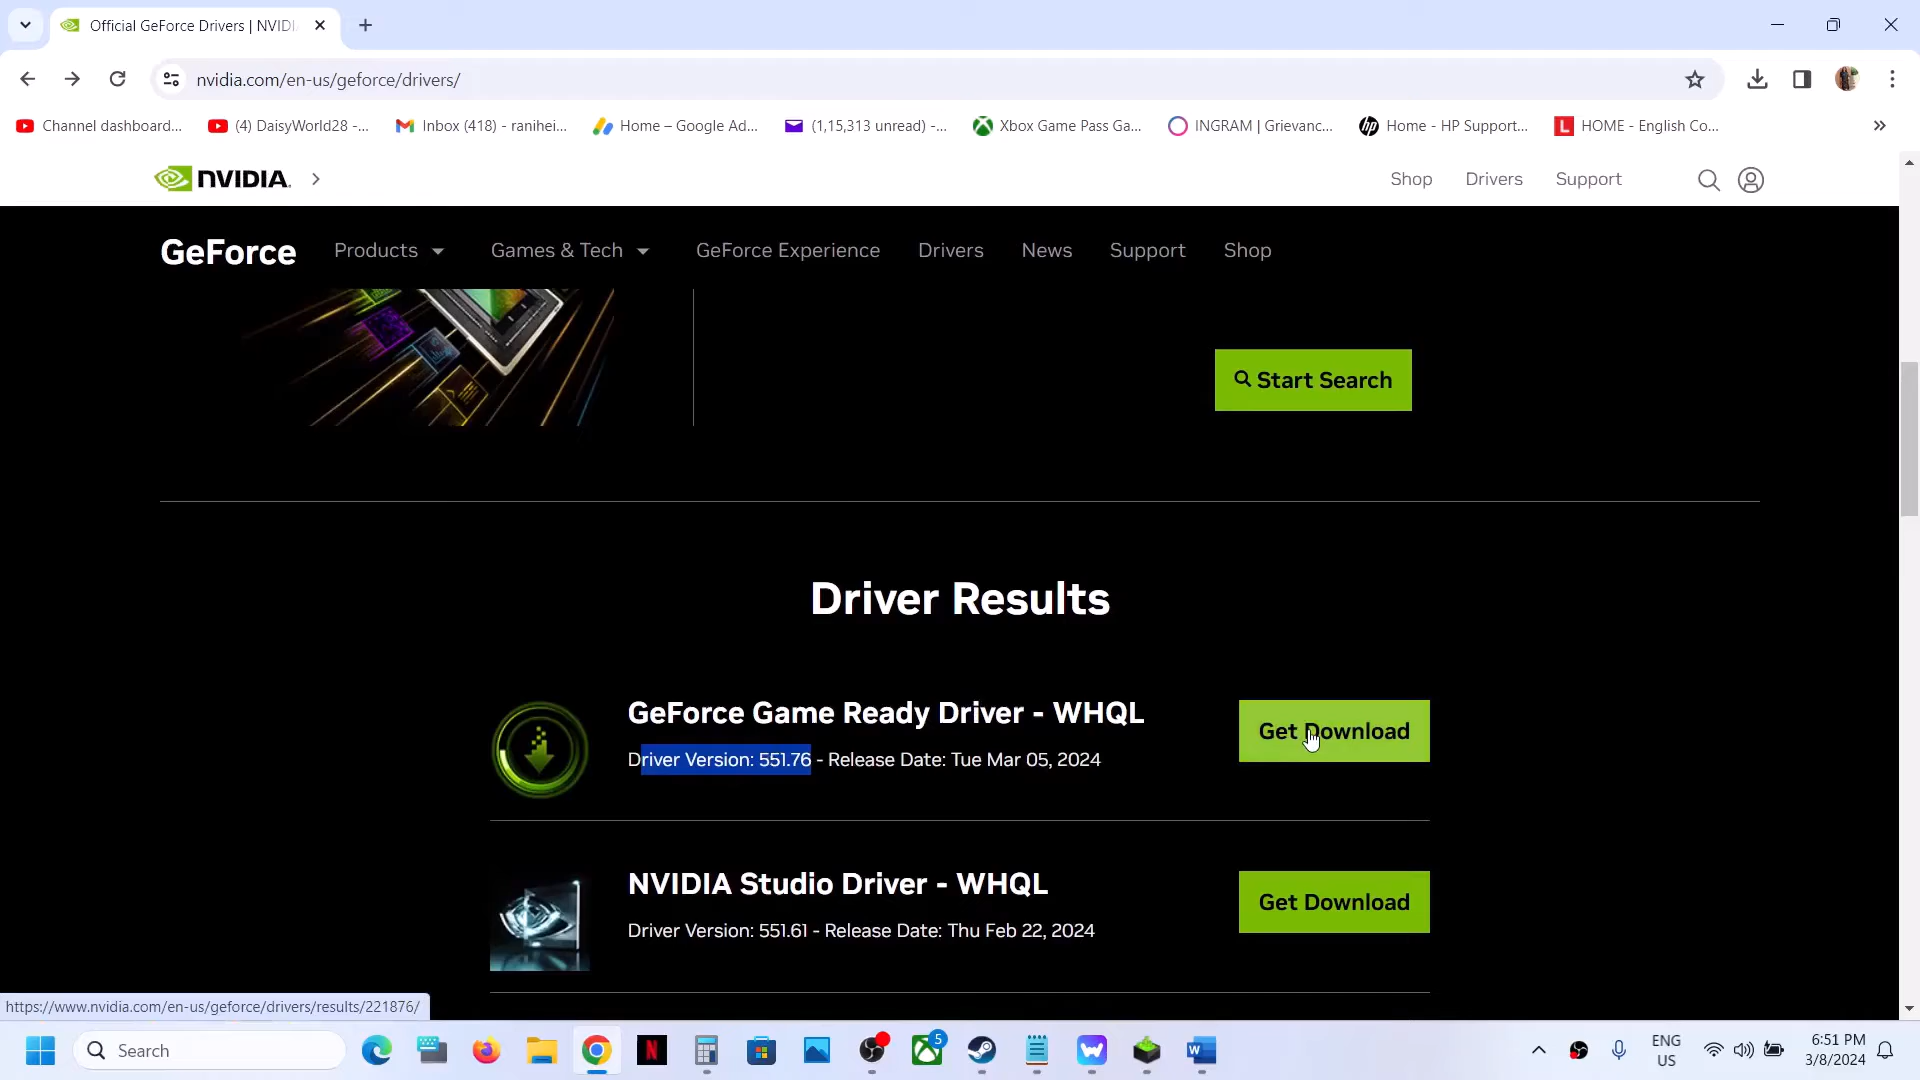 Official GeForce Drivers | NVIDI
nvidia.com/en-us/geforce/drivers/
Channel dashboard... (4) DaisyWorld28 -... Inbox (418) - ranihei... Home – Google Ad... (1,15,313 unread) -... Xbox Game Pass Ga... INGRAM | Grievanc... Home - HP Support... HOME - English Co...
NVIDIA. Shop Drivers Support
GeForce Products Games & Tech GeForce Experience Drivers News Support Shop
Start Search
Driver Results
GeForce Game Ready Driver - WHQL
Get Download
Driver Version: 551.76 - Release Date: Tue Mar 05, 2024
NVIDIA Studio Driver - WHQL
Get Download
Driver Version: 551.61 - Release Date: Thu Feb 22, 2024
https://www.nvidia.com/en-us/geforce/drivers/results/221876/
Search
5
ENG
US
6:51 PM
3/8/2024